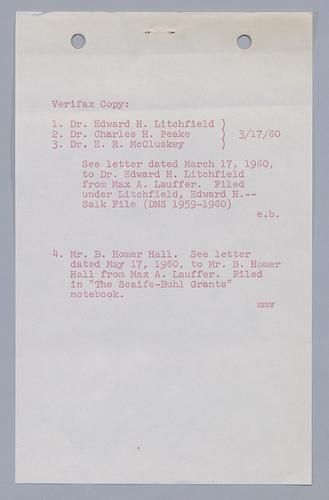 Verifax Copy:
1. Dr. Edward H. Litchfield )
2. Dr. Charles H. Peake ) 3/17/60
3. Dr. E. R. McCluskey )
See letter dated March 17, 1960,
to Dr. Edward H. Litchfield
from Max A. Lauffer. Filed
under Litchfield, Edward H.--
Salk File (DNS 1959-1960)
e.b.
4. Mr. B. Homer Hall. See letter
dated May 17, 1960, to Mr. B. Homer
Hall from Max A. Lauffer. Filed
in "The Scaife-Buhl Grants"
notebook.
mmv